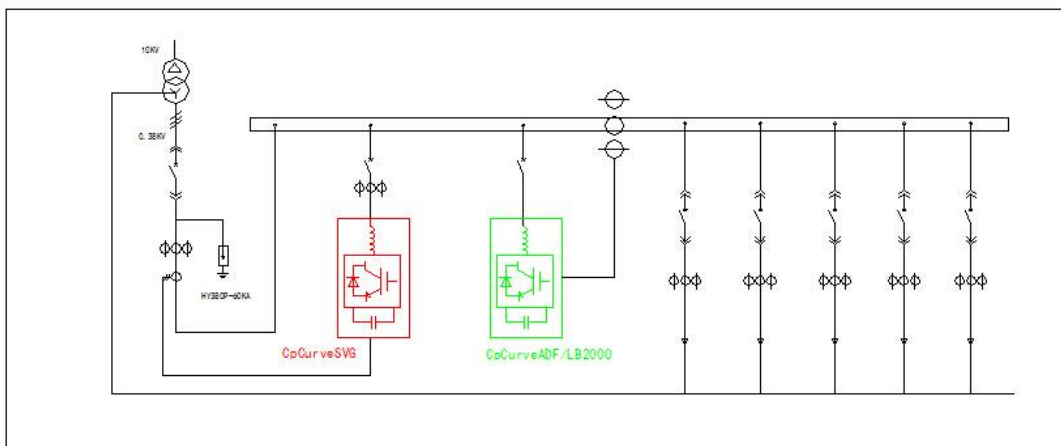 10KV
0.38KV
HY380P-60KA
CpCurveSVG
CpCurveADF/LB2000